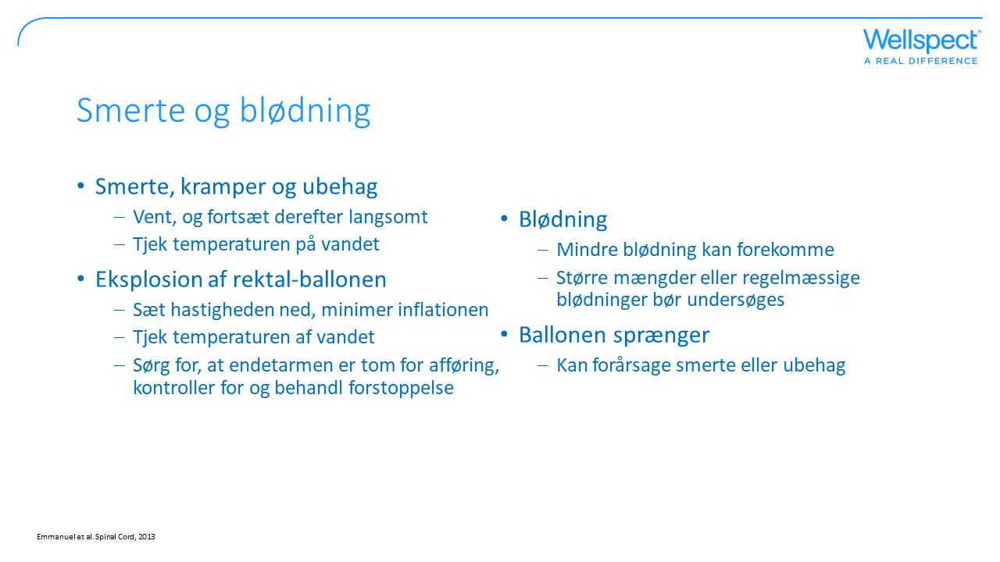 Wellspect®
A REAL DIFFERENCE
Smerte og blødning
• Smerte, kramper og ubehag
– Vent, og fortsæt derefter langsomt
– Tjek temperaturen på vandet
• Eksplosion af rektal-ballonen
– Sæt hastigheden ned, minimer inflationen
– Tjek temperaturen af vandet
– Sørg for, at endetarmen er tom for afføring,
kontroller for og behandl forstoppelse
• Blødning
– Mindre blødning kan forekomme
– Større mængder eller regelmæssige
blødninger bør undersøges
• Ballonen sprænger
– Kan forårsage smerte eller ubehag
Emmanuel et al. Spinal Cord, 2013